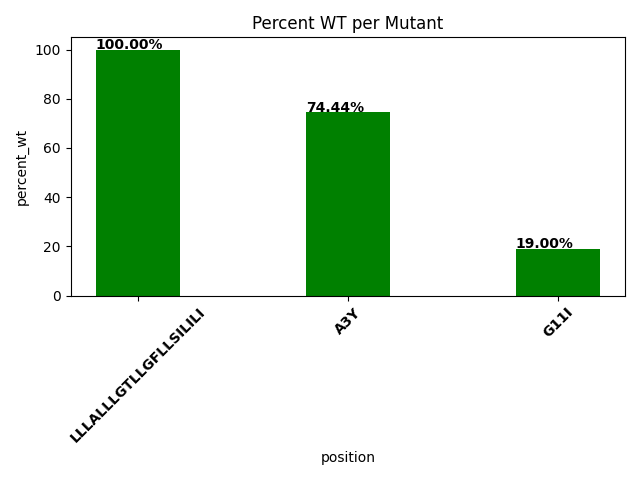 Percent WT per Mutant
percent_wt
100
80
60
40
20
0
100.00%
74.44%
19.00%
LLLALLLGTLLGFLLSILILI
A3Y
G11I
position